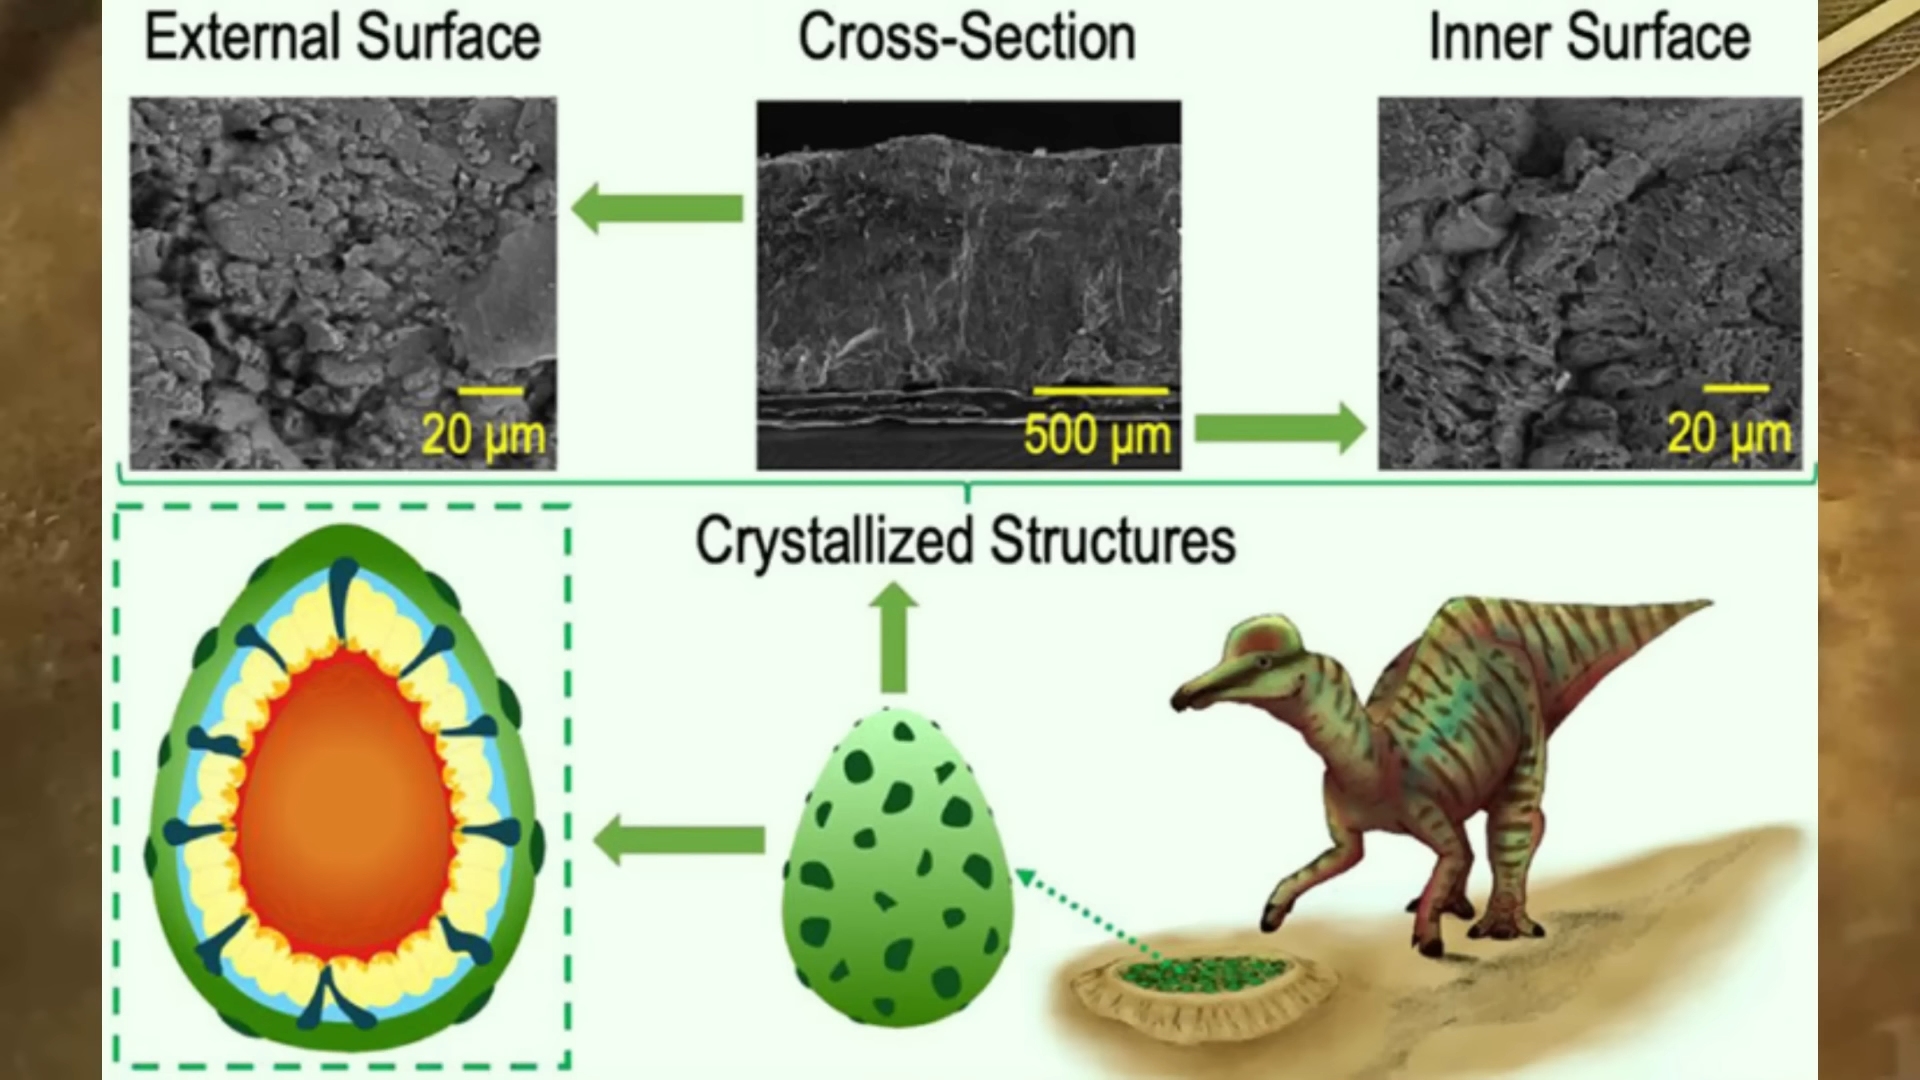 External Surface
Cross-Section
Inner Surface
20 µm
500 µm
20 µm
Crystallized Structures